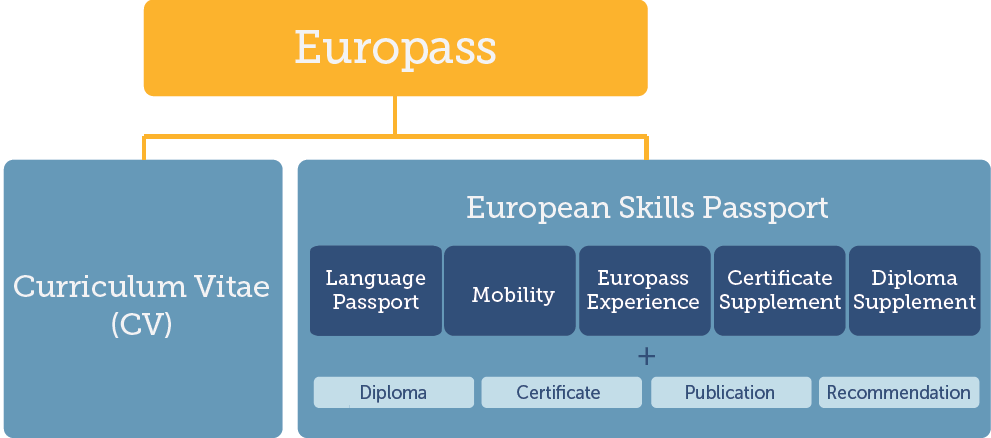 Europass
Curriculum Vitae
(CV)
European Skills Passport
Language
Passport
Mobility
Europass
Experience
Certificate
Supplement
Diploma
Supplement
+
Diploma
Certificate
Publication
Recommendation